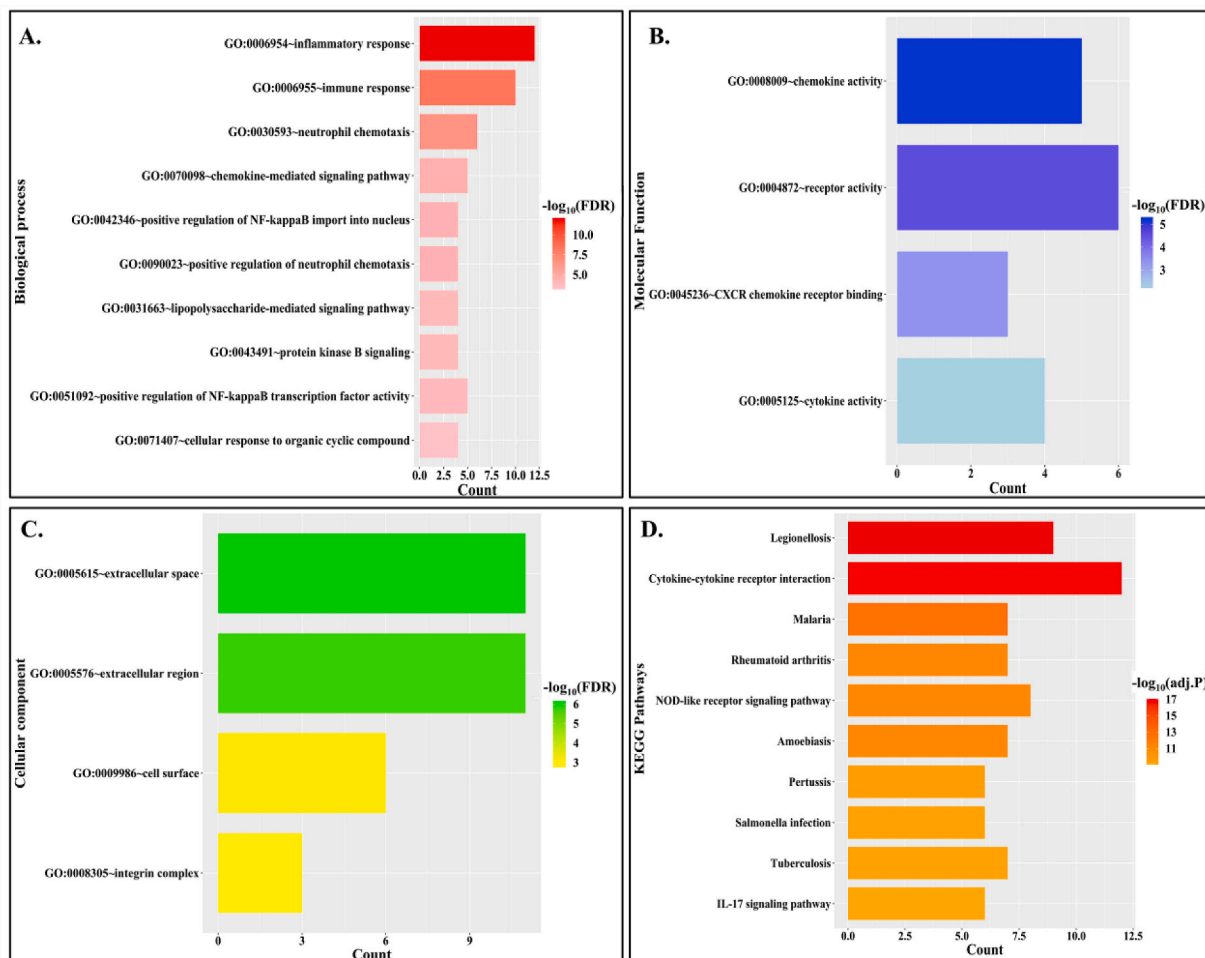 A.
GO:0006954~inflammatory response
GO:0006955~immune response
GO:0030593~neutrophil chemotaxis
GO:0070098~chemokine-mediated signaling pathway
GO:0042346~positive regulation of NF-kappaB import into nucleus
GO:0090023~positive regulation of neutrophil chemotaxis
GO:0031663~lipopolysaccharide-mediated signaling pathway
GO:0043491~protein kinase B signaling
GO:0051092~positive regulation of NF-kappaB transcription factor activity
GO:0071407~cellular response to organic cyclic compound
Biological process
0.0 2.5 5.0 7.5 10.0 12.5
Count
-log10(FDR)
10.0
7.5
5.0
B.
GO:0008009~chemokine activity
GO:0004872~receptor activity
GO:0045236~CXCR chemokine receptor binding
GO:0005125~cytokine activity
Molecular Function
0 2 4 6
Count
-log10(FDR)
5
4
3
C.
GO:0005615~extracellular space
GO:0005576~extracellular region
GO:0009986~cell surface
GO:0008305~integrin complex
Cellular component
0 3 6 9
Count
-log10(FDR)
6
5
4
3
D.
Legionellosis
Cytokine-cytokine receptor interaction
Malaria
Rheumatoid arthritis
NOD-like receptor signaling pathway
Amoebiasis
Pertussis
Salmonella infection
Tuberculosis
IL-17 signaling pathway
KEGG Pathways
0.0 2.5 5.0 7.5 10.0 12.5
Count
-log10(adj.P)
17
15
13
11